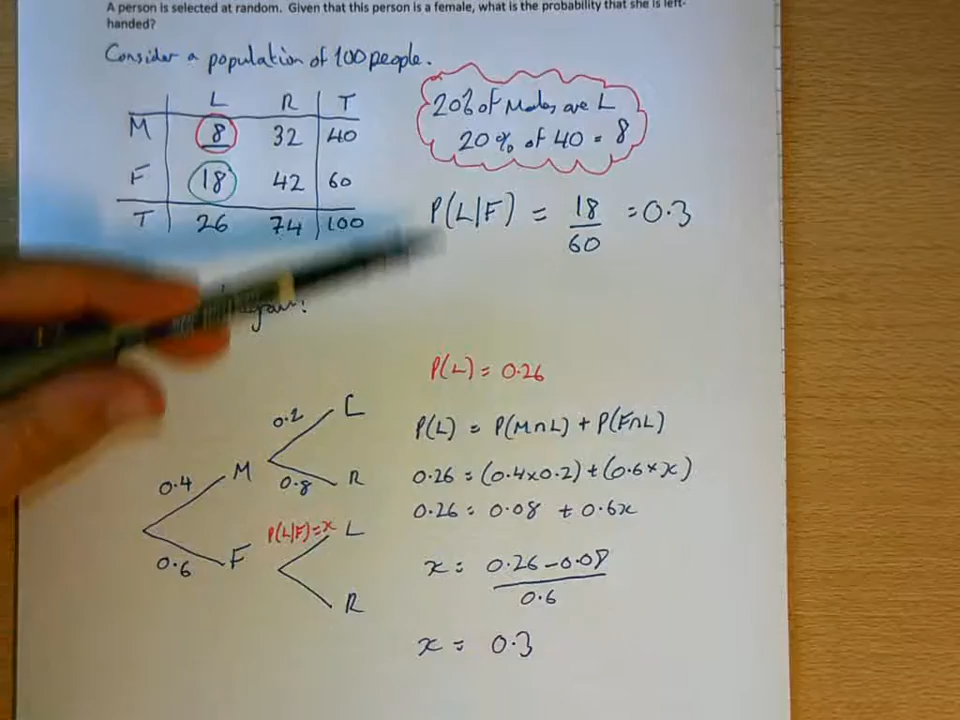 A person is selected at random. Given that this person is a female, what is the probability that she is left-
handed?
Consider a population of 100 people.
L R T
M 8 32 40
F 18 42 60
T 26 74 100
20% of Males are L
20% of 40 = 8
P(L|F) = 18/60 = 0.3
P(L) = 0.26
P(L) = P(M∩L) + P(F∩L)
0.26 = (0.4×0.2) + (0.6×x)
0.26 = 0.08 + 0.6x
x = 0.26 - 0.08 / 0.6
x = 0.3
0.2 L
0.4 M
0.8 R
P(L|F) = x L
0.6 F
R